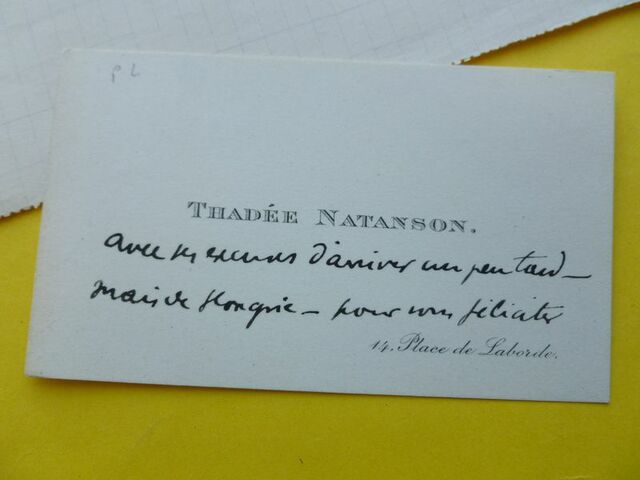 P L
THADÉE NATANSON.
avec ses excuses d'arriver un peu tard –
mais de Hongrie – pour vous féliciter
14. Place de Laborde.